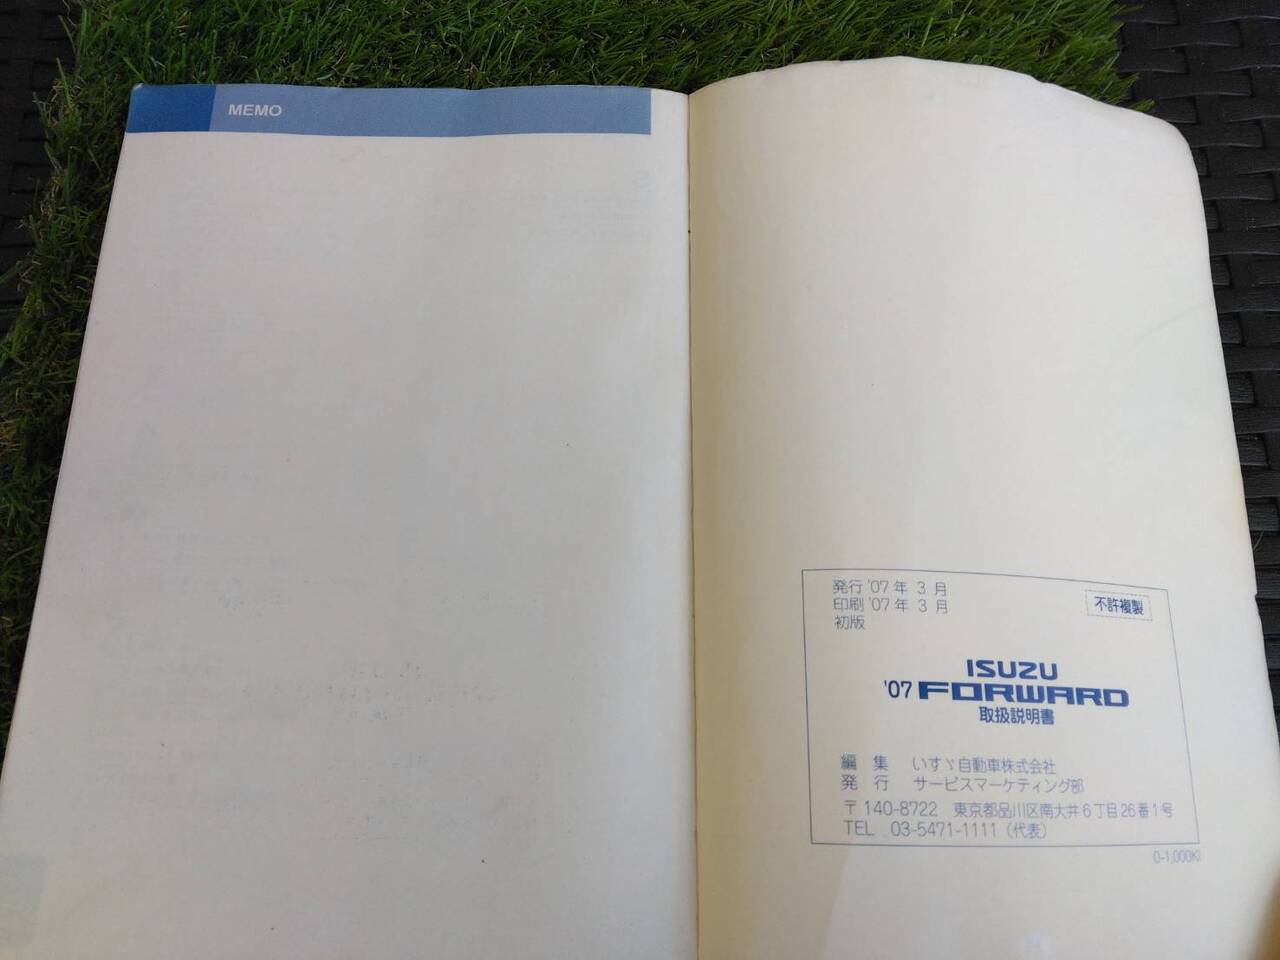 MEMO
発行 '07年 3月
印刷 '07年 3月
初版
不許複製
ISUZU
'07 FORWARD
取扱説明書
編 集 いすゞ自動車株式会社
発 行 サービスマーケティング部
〒140-8722 東京都品川区南大井6丁目26番1号
TEL 03-5471-1111（代表）
0-1,000KI